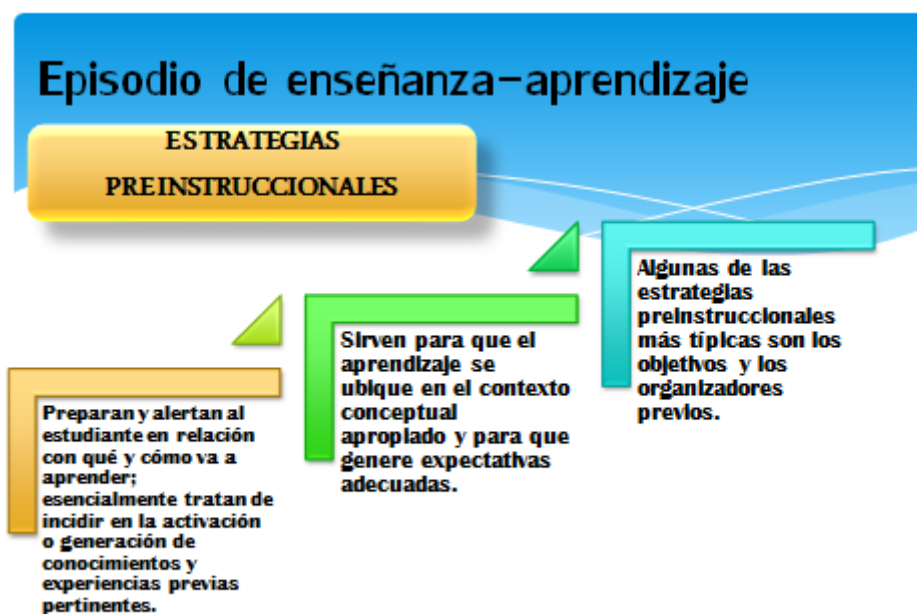 Episodio de enseñanza-aprendizaje
ESTRATEGIAS
PREINSTRUCCIONALES
Preparan y alertan al
estudiante en relación
con qué y cómo va a
aprender;
esencialmente tratan de
incidir en la activación
o generación de
conocimientos y
experiencias previas
pertinentes.
Sirven para que el
aprendizaje se
ubique en el contexto
conceptual
apropiado y para que
genere expectativas
adecuadas.
Algunas de las
estrategias
preinstruccionales
más típicas son los
objetivos y los
organizadores
previos.